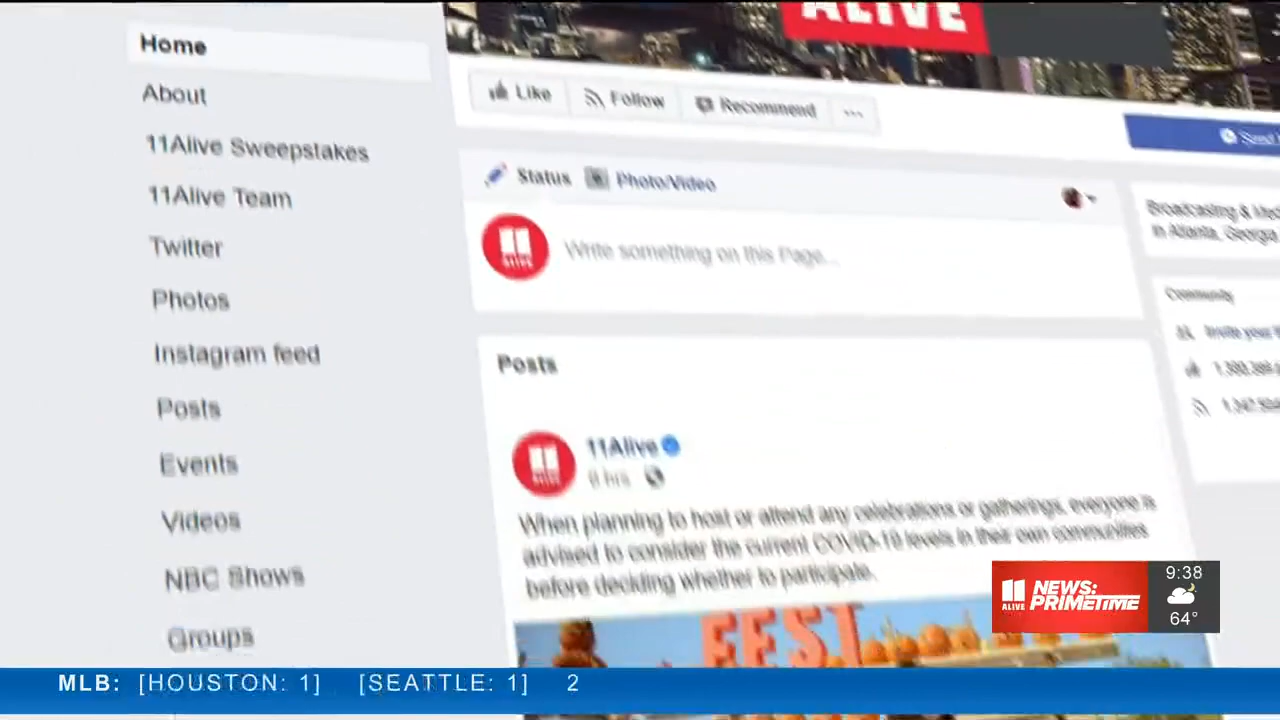 ALIVE
Home
About
11Alive Sweepstakes
11Alive Team
Twitter
Photos
Instagram feed
Posts
Events
Videos
NBC Shows
Groups
Like Follow Recommend ...
Status Photo/Video
Write something on this Page...
Posts
11Alive
8 hrs
When planning to host or attend any celebrations or gatherings, everyone is
advised to consider the current COVID-19 levels in their own communities
before deciding whether to participate.
FEST
Send
Broadcasting &
in Atlanta, Georgia
Community
Invite your
11 ALIVE NEWS: PRIMETIME
9:38
64°
MLB: [HOUSTON: 1] [SEATTLE: 1] 2